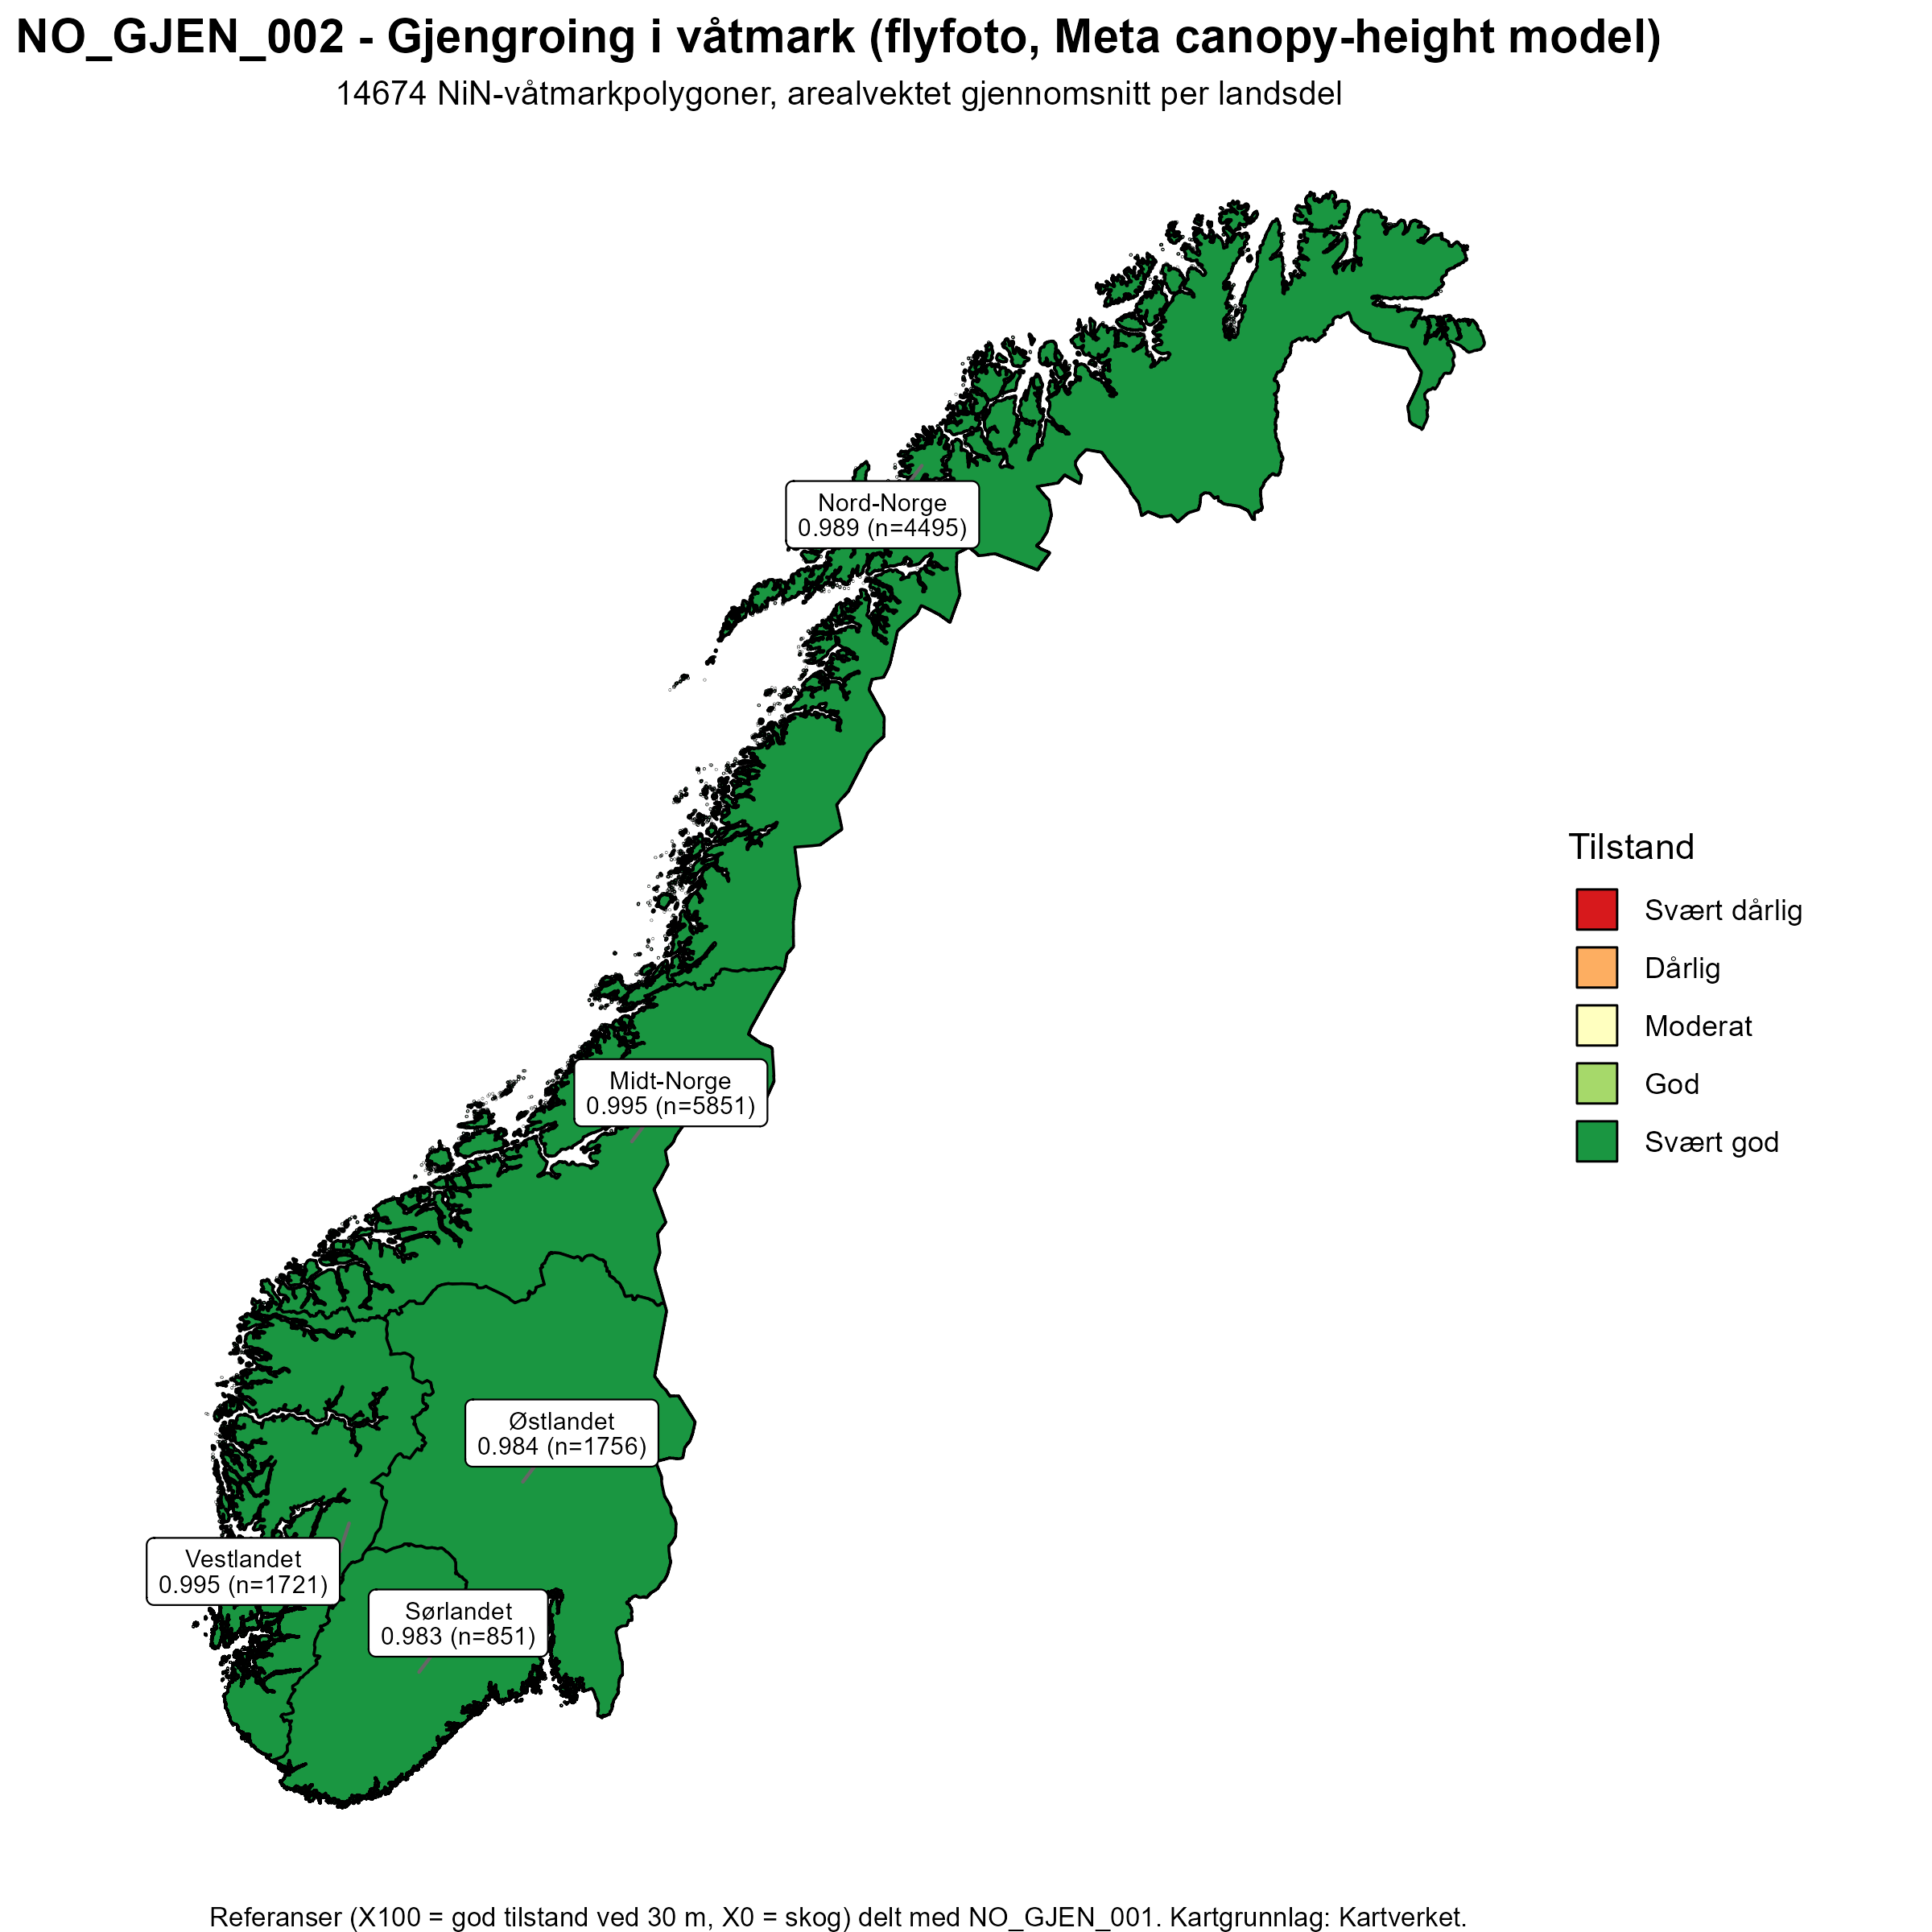 NO_GJEN_002 - Gjengroing i våtmark (flyfoto, Meta canopy-height model)
14674 NiN-våtmarkpolygoner, arealvektet gjennomsnitt per landsdel
Nord-Norge
0.989 (n=4495)
Tilstand
Svært dårlig
Dårlig
Moderat
God
Svært god
Midt-Norge
0.995 (n=5851)
Østlandet
0.984 (n=1756)
Vestlandet
0.995 (n=1721)
Sørlandet
0.983 (n=851)
Referanser (X100 = god tilstand ved 30 m, X0 = skog) delt med NO_GJEN_001. Kartgrunnlag: Kartverket.